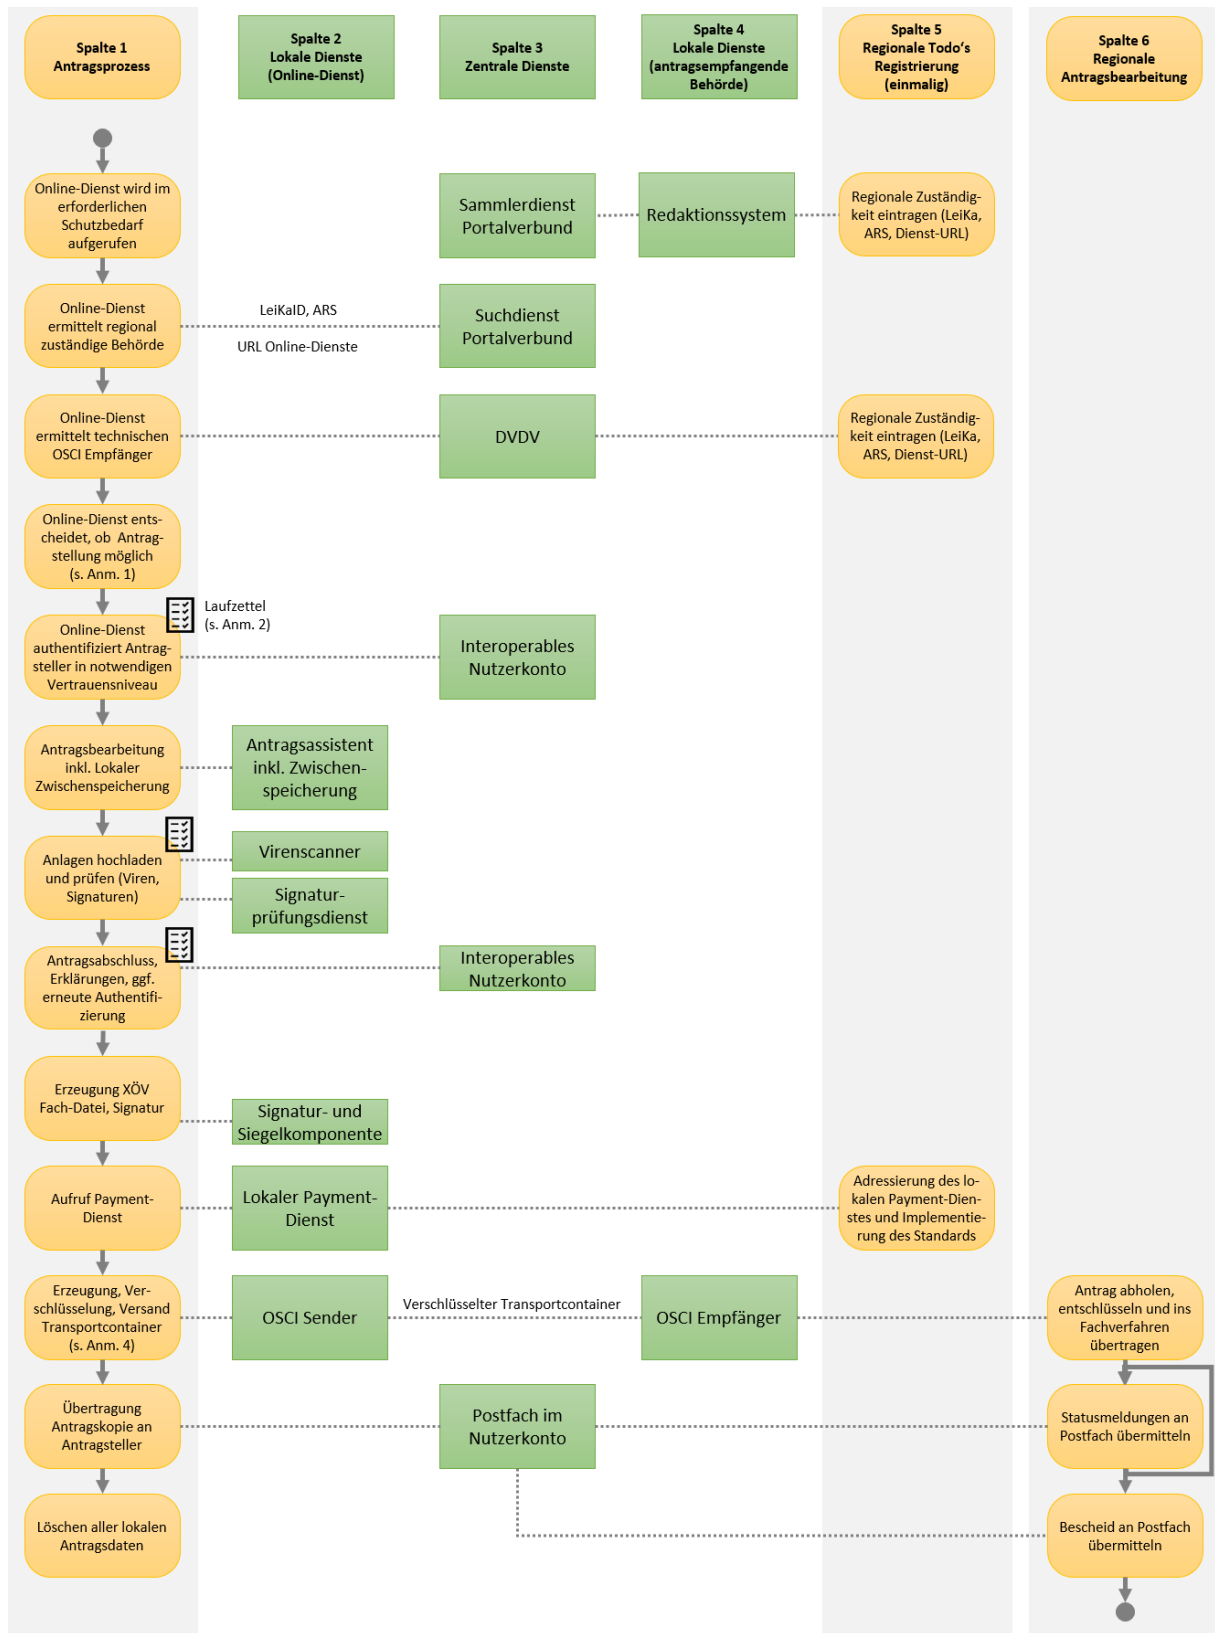 Spalte 1
Antragsprozess
Spalte 2
Lokale Dienste
(Online-Dienst)
Spalte 3
Zentrale Dienste
Spalte 4
Lokale Dienste
(antragsempfangende
Behörde)
Spalte 5
Regionale Todo‘s
Registrierung
(einmalig)
Spalte 6
Regionale
Antragsbearbeitung
Online-Dienst wird im
erforderlichen
Schutzbedarf
aufgerufen
Sammlerdienst
Portalverbund
Redaktionssystem
Regionale Zuständig-
keit eintragen (LeiKa,
ARS, Dienst-URL)
Online-Dienst
ermittelt regional
zuständige Behörde
LeiKaID, ARS
URL Online-Dienste
Suchdienst
Portalverbund
Online-Dienst
ermittelt technischen
OSCI Empfänger
DVDV
Regionale Zuständig-
keit eintragen (LeiKa,
ARS, Dienst-URL)
Online-Dienst ents-
cheidet, ob Antrag-
stellung möglich
(s. Anm. 1)
Laufzettel
(s. Anm. 2)
Online-Dienst
authentifiziert Antrag-
steller in notwendigen
Vertrauensniveau
Interoperables
Nutzerkonto
Antragsbearbeitung
inkl. Lokaler
Zwischenspeicherung
Antragsassistent
inkl. Zwischen-
speicherung
Anlagen hochladen
und prüfen (Viren,
Signaturen)
Virenscanner
Signatur-
prüfungsdienst
Antragsabschluss,
Erklärungen, ggf.
erneute Authentifi-
zierung
Interoperables
Nutzerkonto
Erzeugung XÖV
Fach-Datei, Signatur
Signatur- und
Siegelkomponente
Aufruf Payment-
Dienst
Lokaler Payment-
Dienst
Adressierung des lo-
kalen Payment-Dien-
stes und Implementie-
rung des Standards
Erzeugung, Ver-
schlüsselung, Versand
Transportcontainer
(s. Anm. 4)
OSCI Sender
Verschlüsselter Transportcontainer
OSCI Empfänger
Antrag abholen,
entschlüsseln und ins
Fachverfahren
übertragen
Übertragung
Antragskopie an
Antragsteller
Postfach im
Nutzerkonto
Statusmeldungen an
Postfach übermitteln
Löschen aller lokalen
Antragsdaten
Bescheid an Postfach
übermitteln